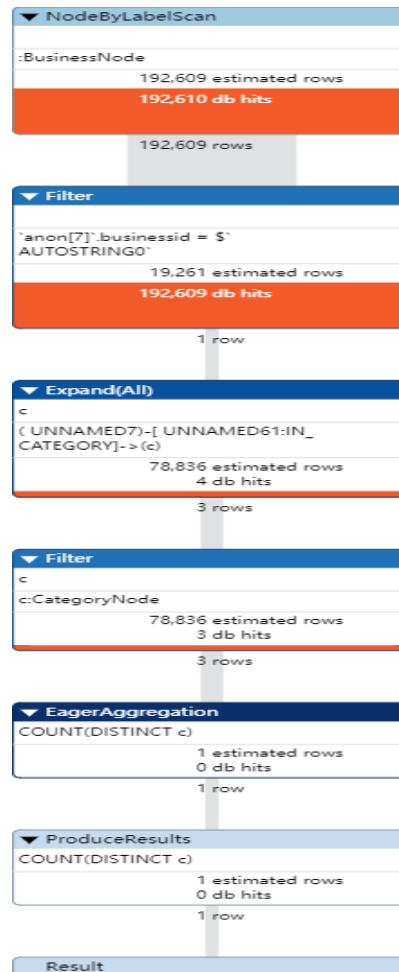 NodeByLabelScan
:BusinessNode
192,609 estimated rows
192,610 db hits
192,609 rows
Filter
`anon[7]`.businessid = $`
AUTOSTRING0`
19,261 estimated rows
192,609 db hits
1 row
Expand(All)
c
( UNNAMED7)-[ UNNAMED61:IN_
CATEGORY]->(c)
78,836 estimated rows
4 db hits
3 rows
Filter
c
c:CategoryNode
78,836 estimated rows
3 db hits
3 rows
EagerAggregation
COUNT(DISTINCT c)
1 estimated rows
0 db hits
1 row
ProduceResults
COUNT(DISTINCT c)
1 estimated rows
0 db hits
1 row
Result